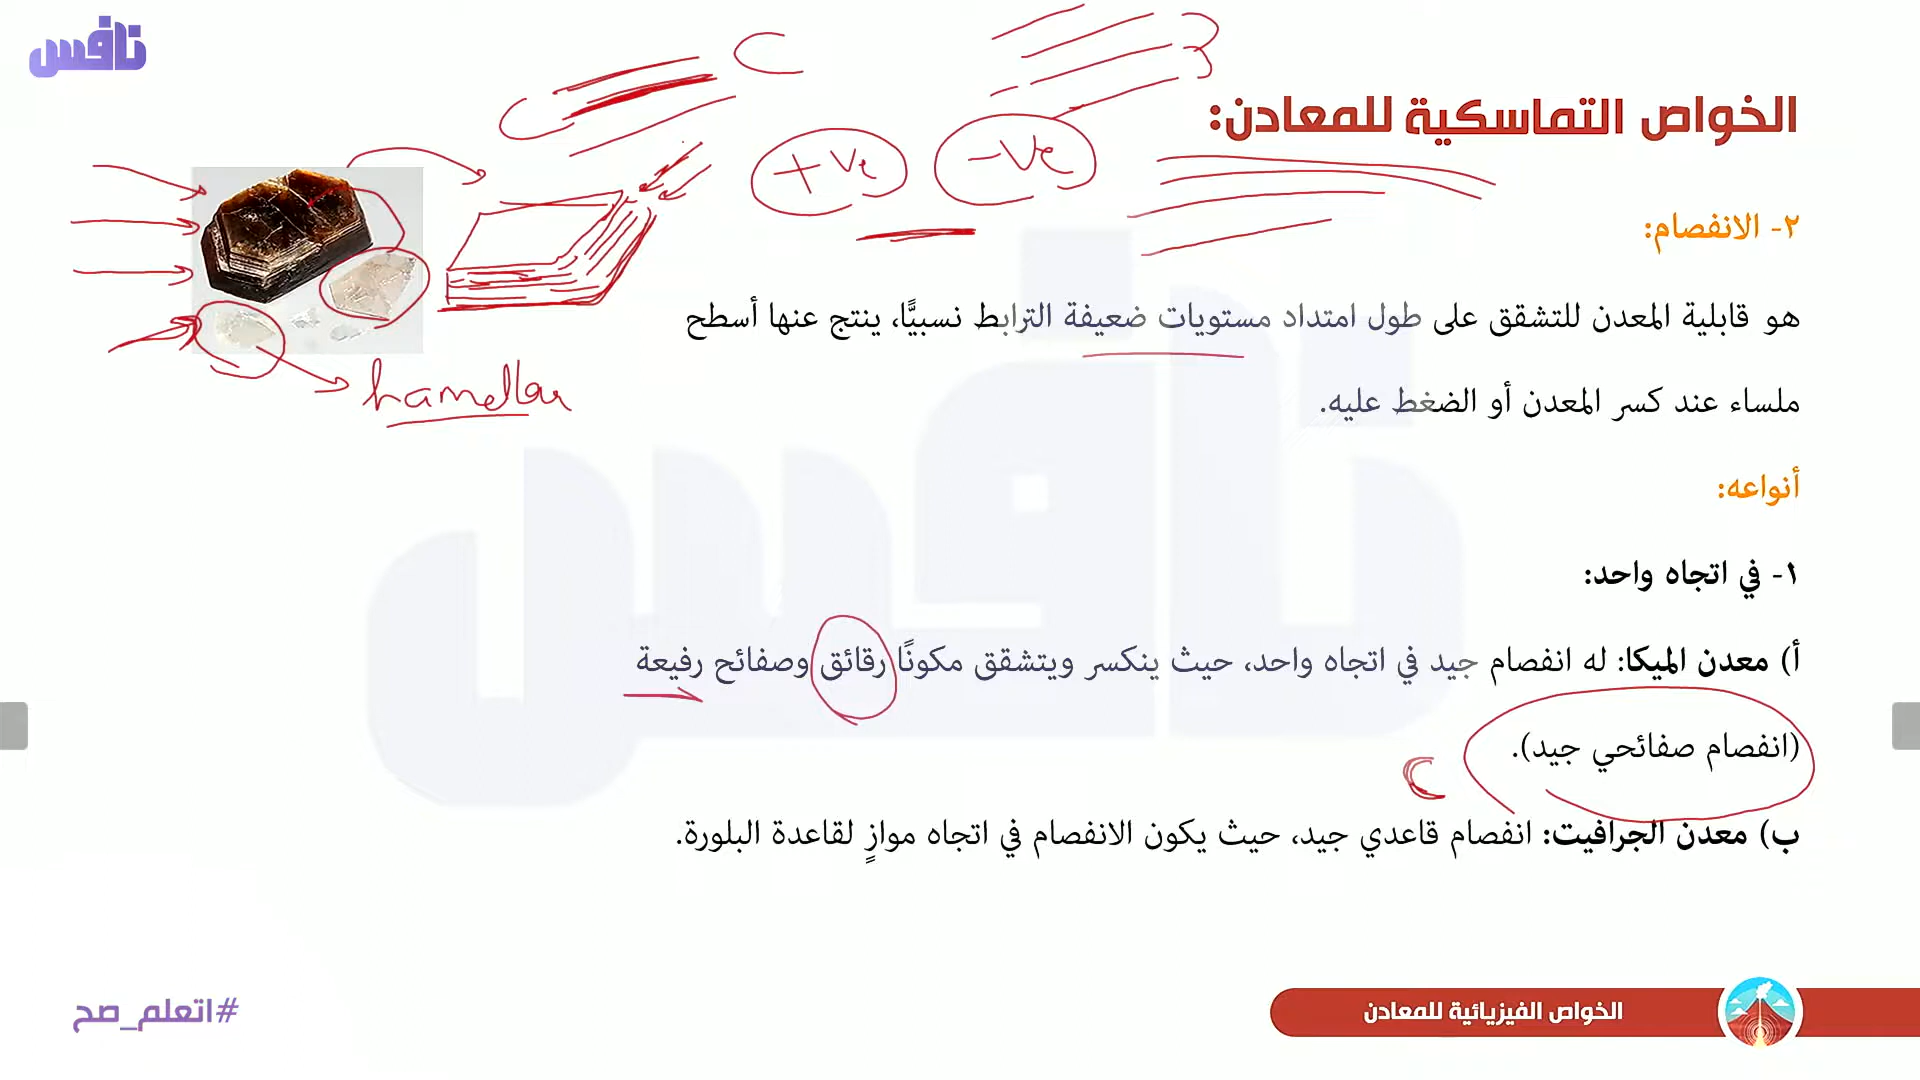 نافس
الخواص التماسكية للمعادن:
+ve
-ve
٢- الانفصام:
هو قابلية المعدن للتشقق على طول امتداد مستويات ضعيفة الترابط نسبيًّا، ينتج عنها أسطح
ملساء عند كسر المعدن أو الضغط عليه.
أنواعه:
١- في اتجاه واحد:
أ) معدن الميكا: له انفصام جيد في اتجاه واحد، حيث ينكسر ويتشقق مكونًا رقائق وصفائح رفيعة
(انفصام صفائحي جيد).
ب) معدن الجرافيت: انفصام قاعدي جيد، حيث يكون الانفصام في اتجاه موازٍ لقاعدة البلورة.
#اتعلم_صح
الخواص الفيزيائية للمعادن